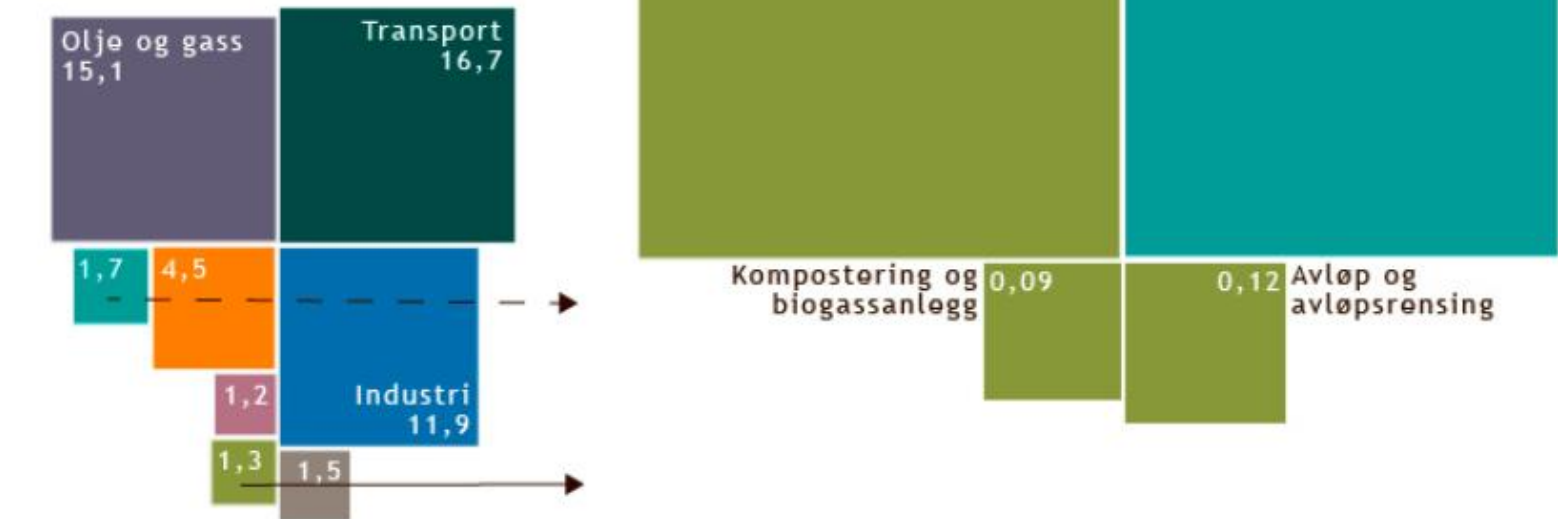 Olje og gass
15,1
Transport
16,7
1,7
4,5
1,2
Industri
11,9
1,3
1,5
Kompostering og
biogassanlegg
0,09
0,12
Avløp og
avløpsrensing